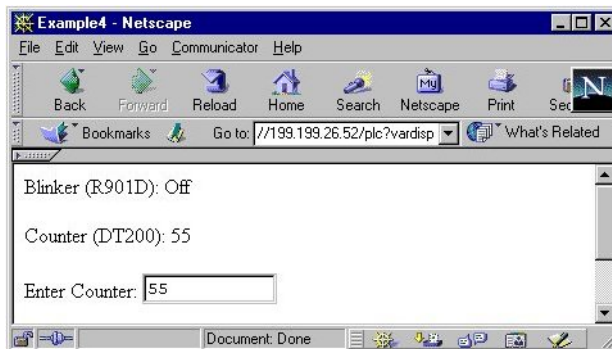 Example4 - Netscape
File Edit View Go Communicator Help
Back Forward Reload Home Search Netscape Print
My
N
Bookmarks Go to: //199.199.26.52/plc?vardisp What's Related
Blinker (R901D): Off
Counter (DT200): 55
Enter Counter: 55
Document: Done